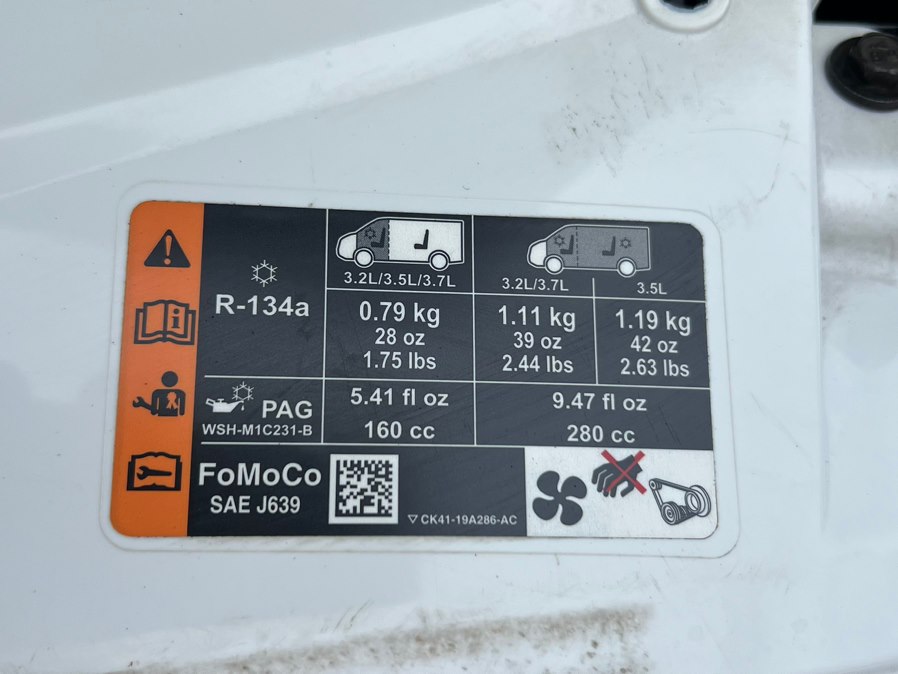 3.2L/3.5L/3.7L
3.2L/3.7L
3.5L
R-134a
0.79 kg
28 oz
1.75 lbs
1.11 kg
39 oz
2.44 lbs
1.19 kg
42 oz
2.63 lbs
PAG
WSH-M1C231-B
5.41 fl oz
160 cc
9.47 fl oz
280 cc
FoMoCo
SAE J639
CK41-19A286-AC